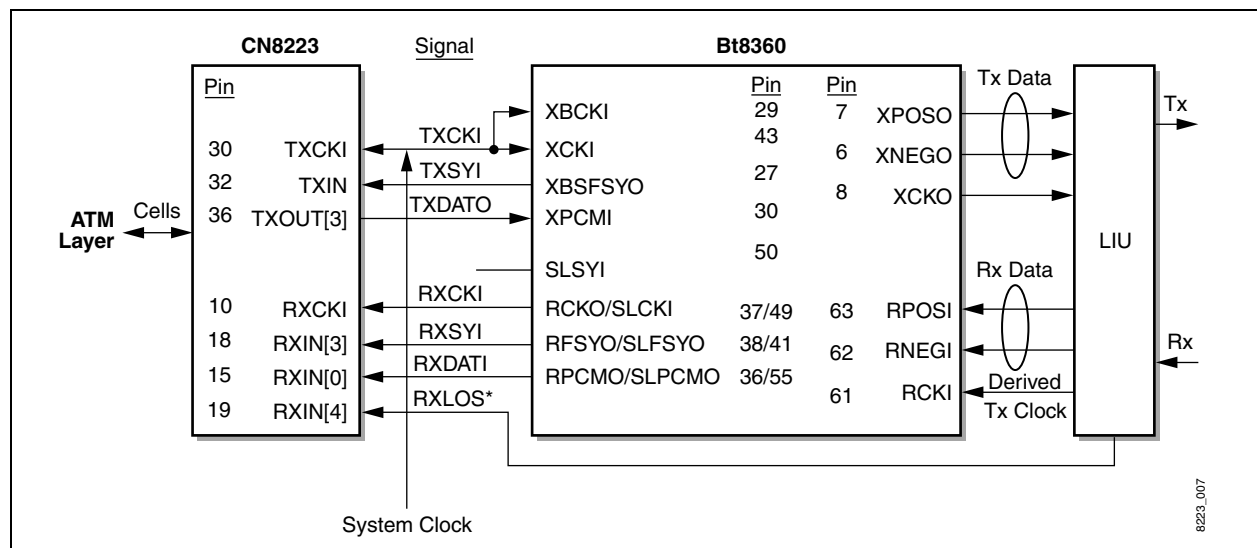 CN8223 Signal Bt8360
Pin Pin Pin Tx Data
XBCKI 29 7 XPOSO Tx
TXCKI 43
30 TXCKI XCKI 6 XNEGO
32 TXIN TXSYI XBSFSYO 27
8 XCKO
36 TXOUT[3] TXDATO XPCMI 30
ATM Layer Cells
LIU
50
SLSYI Rx Data
10 RXCKI RXCKI RCKO/SLCKI 37/49 63 RPOSI
18 RXIN[3] RXSYI RFSYO/SLFSYO 38/41 62 RNEGI Rx
15 RXIN[0] RXDATI RPCMO/SLPCMO 36/55
61 RCKI Derived Tx Clock
19 RXIN[4] RXLOS*
System Clock
8223_007